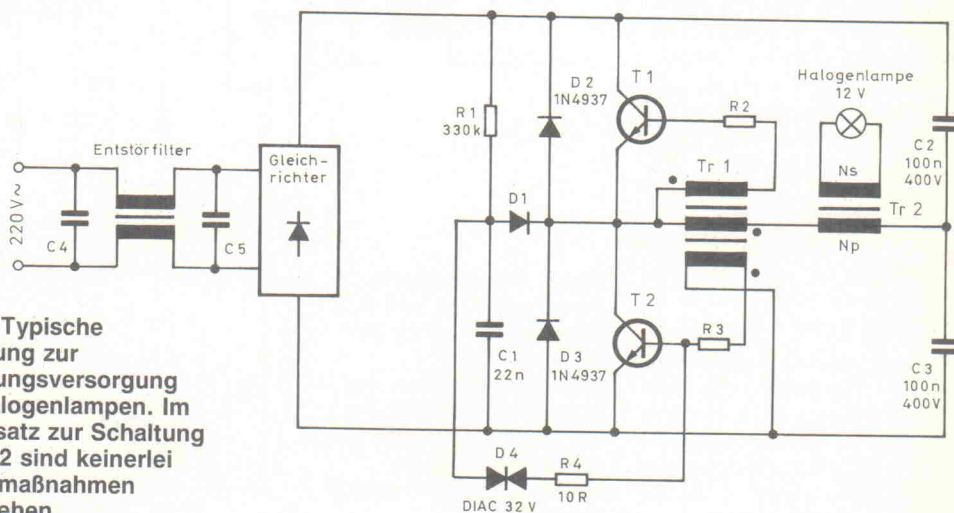 220V~
C4
Entstörfilter
C5
Gleich-
richter
R1
330k
D2
1N4937
T1
R2
Halogenlampe
12 V
C2
100n
400V
Tr 1
Ns
Tr 2
Np
D1
C1
22n
D3
1N4937
T2
R3
C3
100n
400V
D4
DIAC 32V
R4
10R
Typische
ung zur
ungsversorgung
alogenlampen. Im
satz zur Schaltung
2 sind keinerlei
maßnahmen